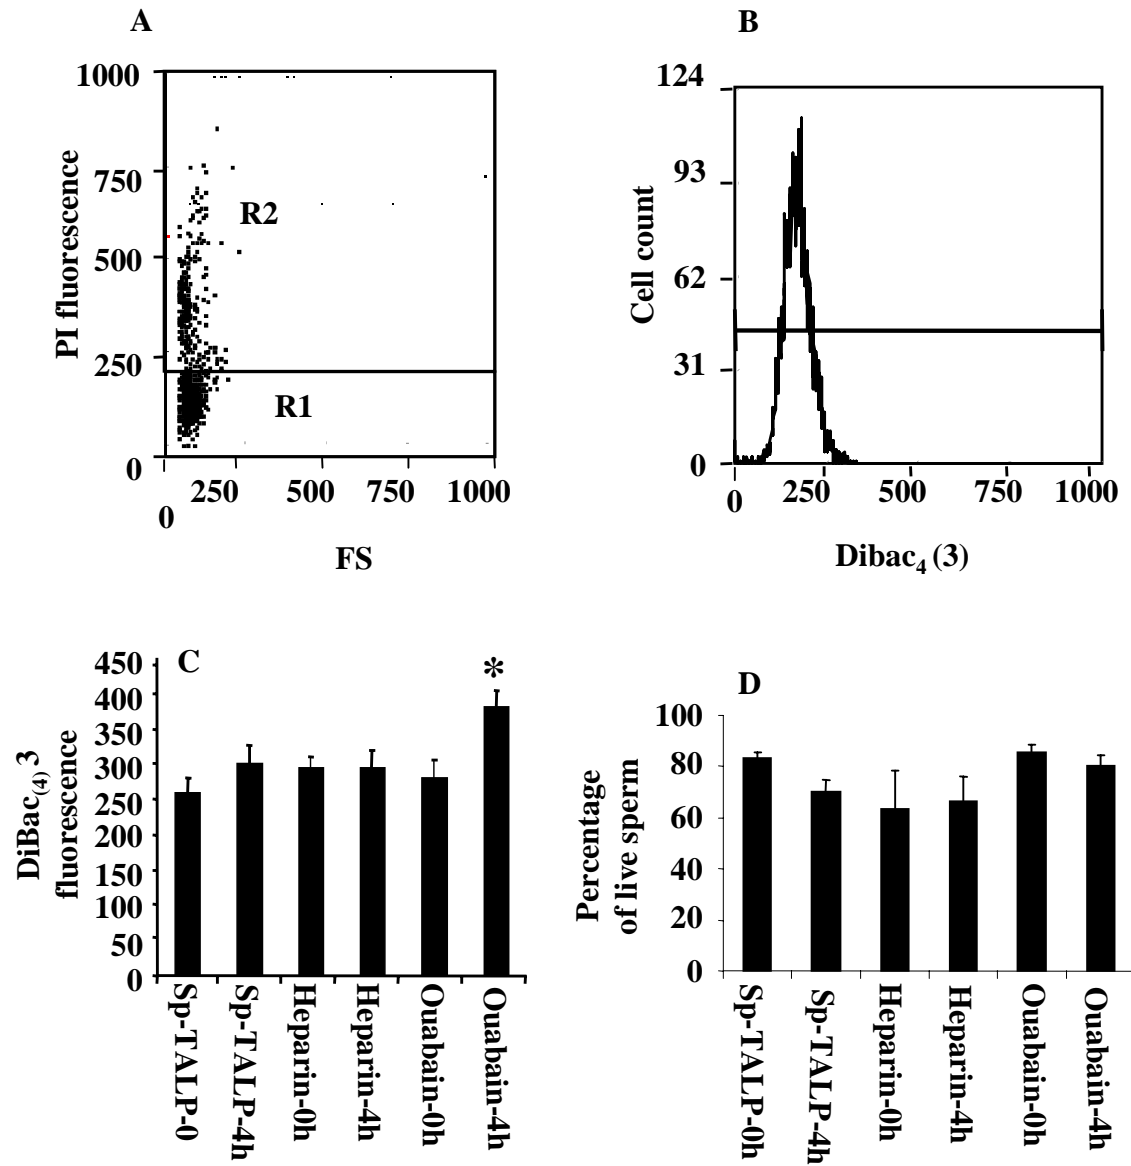 A
1000
750
500
250
0
PI fluorescence
R2
R1
0
250
500
750
1000
FS
B
124
93
62
31
0
Cell count
0
250
500
750
1000
Dibac4 (3)
C
450
400
350
300
250
200
150
100
50
0
DiBac(4) 3
fluorescence
*
Sp-TALP-0
Sp-TALP-4h
Heparin-0h
Heparin-4h
Ouabain-0h
Ouabain-4h
D
100
80
60
40
20
0
Percentage
of live sperm
Sp-TALP-0h
Sp-TALP-4h
Heparin-0h
Heparin-4h
Ouabain-0h
Ouabain-4h